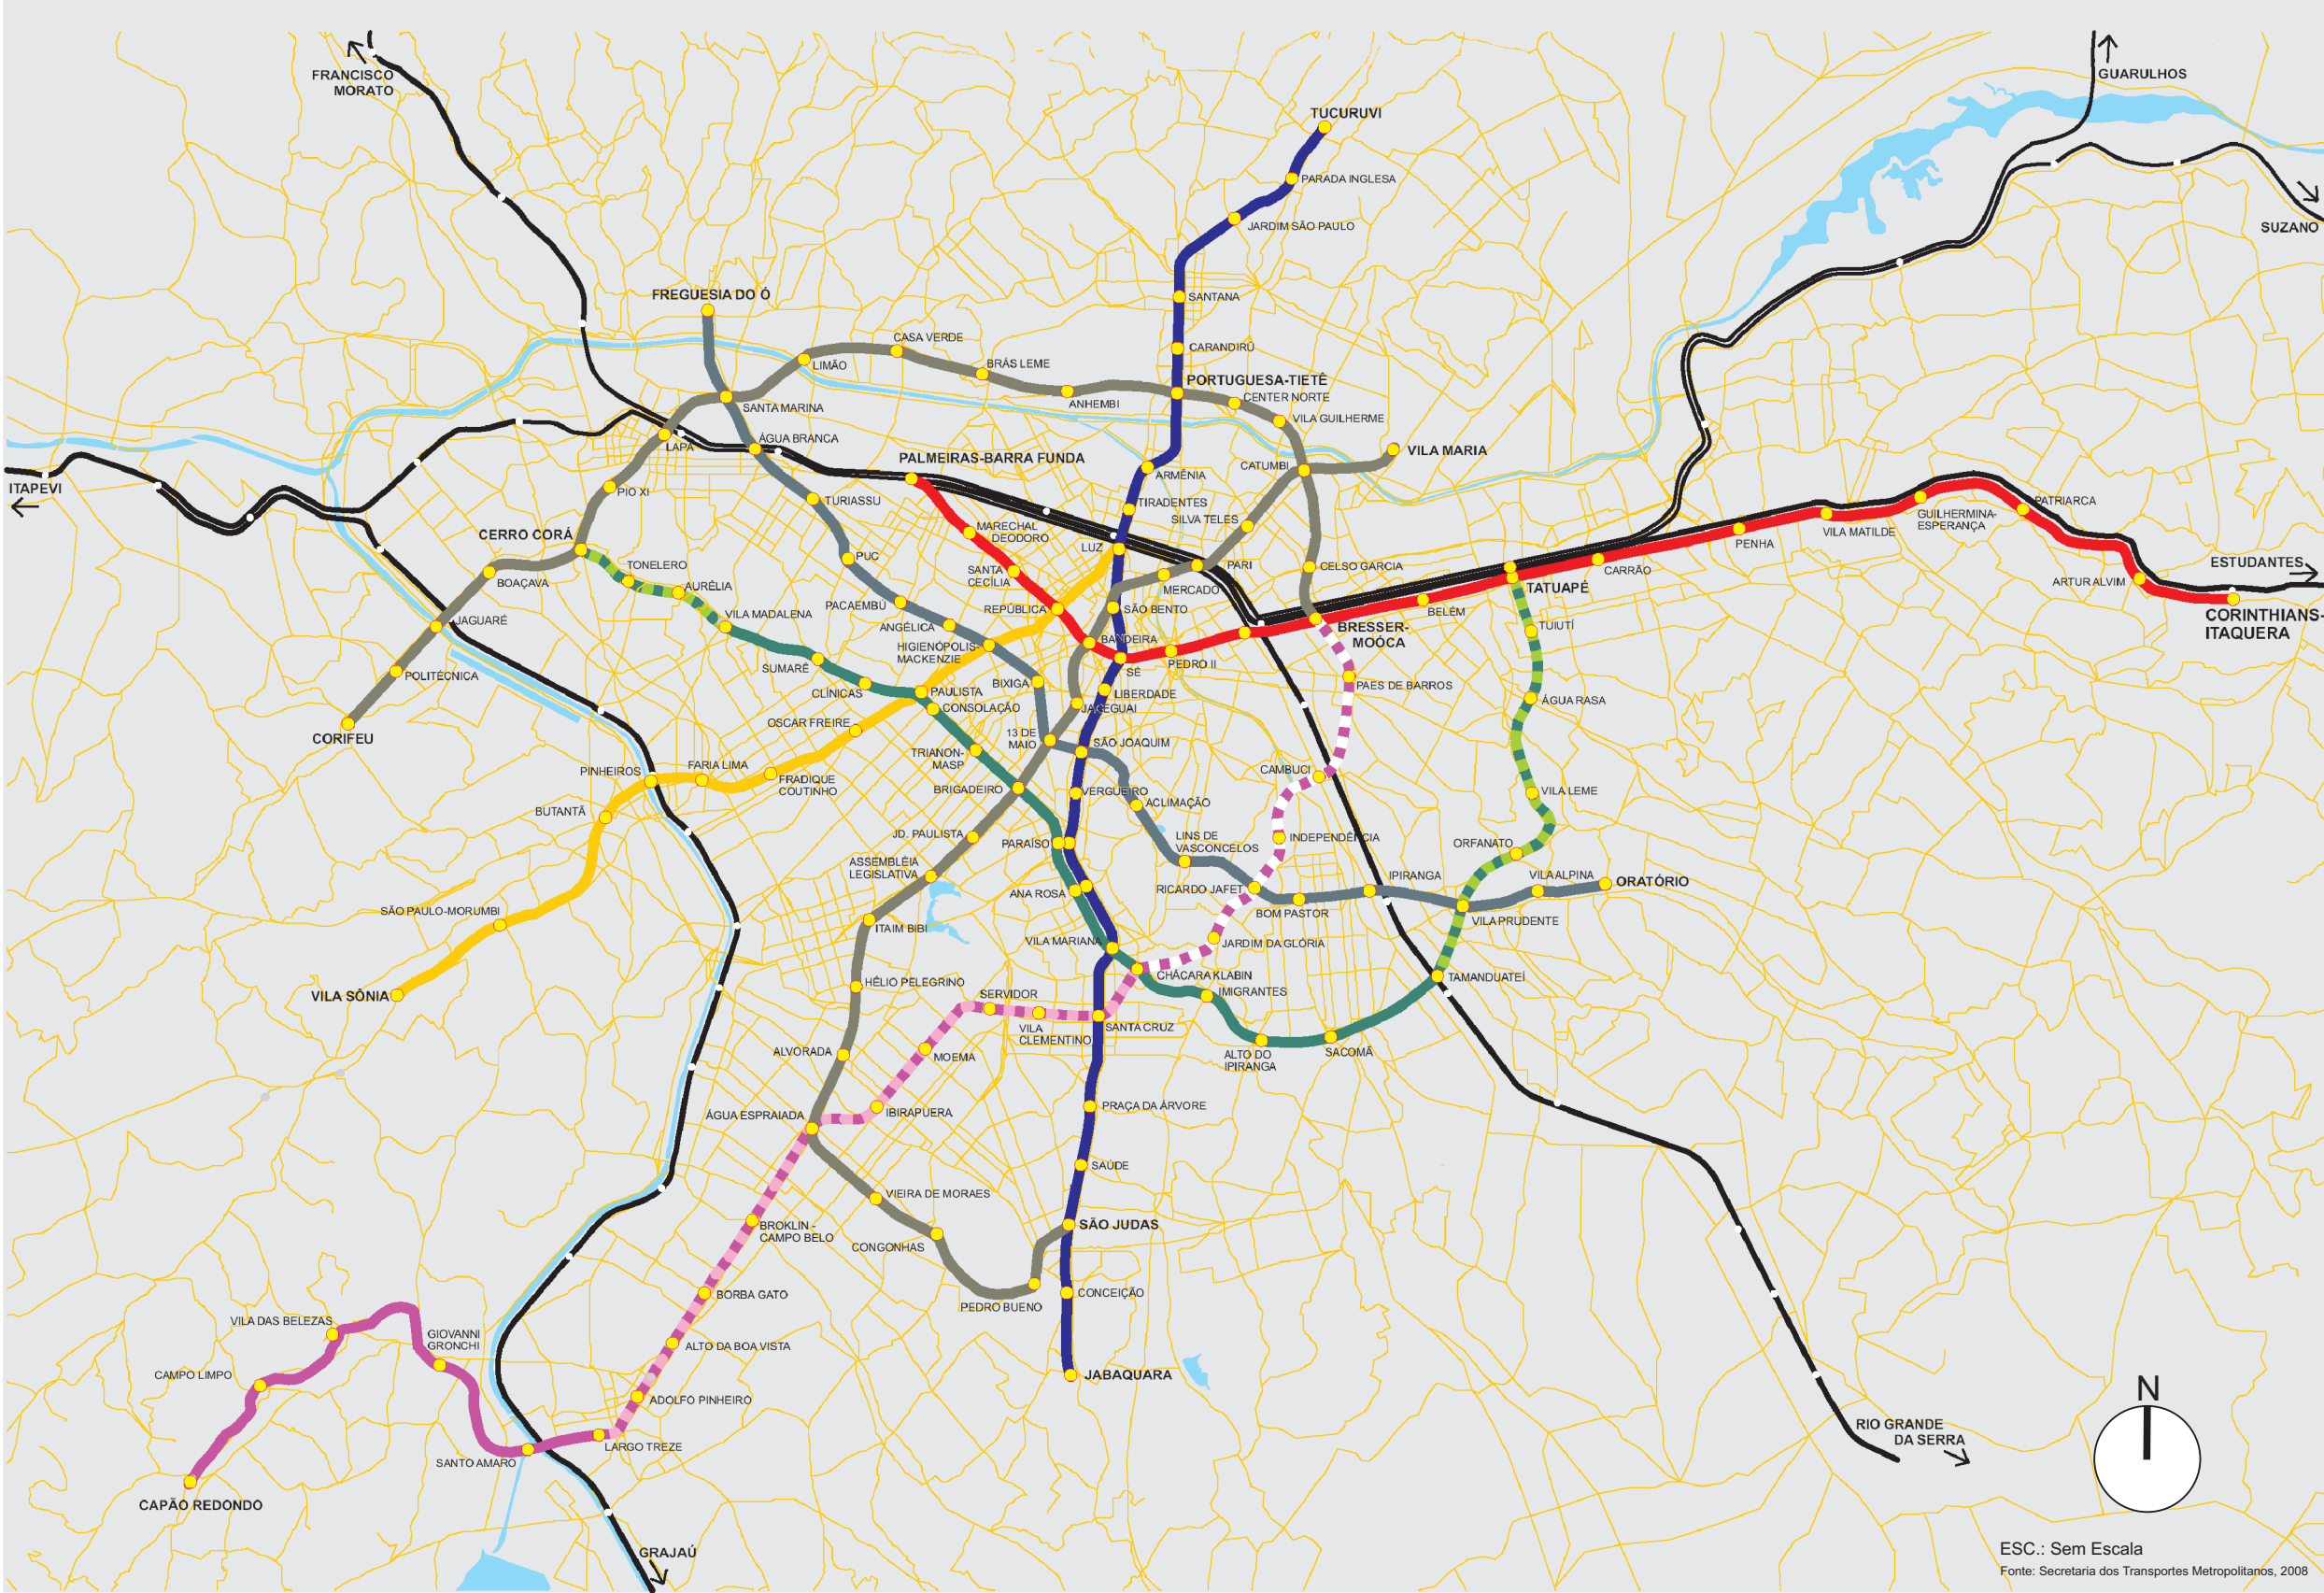 FRANCISCO
MORATO
GUARULHOS
TUCURUVI
PARADA INGLESA
JARDIM SÃO PAULO
SUZANO
FREGUESIA DO Ó
SANTANA
CASA VERDE
CARANDIRÚ
LIMÃO
BRÁS LEME
PORTUGUESA-TIETÊ
CENTER NORTE
ANHEMBI
SANTA MARINA
VILA GUILHERME
ÁGUA BRANCA
LAPA
VILA MARIA
PALMEIRAS-BARRA FUNDA
CATUMBI
ARMÊNIA
ITAPEVI
PIO XI
TURIASSU
TIRADENTES
PATRIARCA
SILVA TELES
MARECHAL
DEODORO
GUILHERMINA-
ESPERANÇA
VILA MATILDE
CERRO CORÁ
LUZ
PENHA
PUC
TONELERO
SANTA
CECÍLIA
PARI
CELSO GARCIA
CARRÃO
ESTUDANTES
BOAÇAVA
AURÉLIA
MERCADO
TATUAPÉ
ARTUR ALVIM
PACAEMBÚ
REPÚBLICA
SÃO BENTO
BELÉM
VILA MADALENA
CORINTHIANS-
ITAQUERA
JAGUARÉ
ANGÉLICA
BRESSER-
MOÓCA
TUIUTÍ
HIGIENÓPOLIS-
MACKENZIE
BANDEIRA
SUMARÉ
PEDRO II
SÉ
POLITÉCNICA
BIXIGA
PAES DE BARROS
CLÍNICAS
PAULISTA
LIBERDADE
CONSOLAÇÃO
JACEGUAI
ÁGUA RASA
OSCAR FREIRE
CORIFEU
13 DE
MAIO
SÃO JOAQUIM
TRIANON-
MASP
PINHEIROS
FARIA LIMA
FRADIQUE
COUTINHO
CAMBUCI
BRIGADEIRO
VERGUEIRO
VILA LEME
ACLIMAÇÃO
BUTANTÃ
JD. PAULISTA
PARAÍSO
LINS DE
VASCONCELOS
INDEPENDÊNCIA
ORFANATO
ASSEMBLÉIA
LEGISLATIVA
ANA ROSA
RICARDO JAFET
IPIRANGA
VILA ALPINA
ORATÓRIO
SÃO PAULO-MORUMBI
BOM PASTOR
VILA PRUDENTE
ITAIM BIBI
VILA MARIANA
JARDIM DA GLÓRIA
CHÁCARA KLABIN
TAMANDUATEÍ
HÉLIO PELEGRINO
VILA SÔNIA
SERVIDOR
IMIGRANTES
VILA
CLEMENTINO
SANTA CRUZ
ALVORADA
MOEMA
ALTO DO
IPIRANGA
SACOMÃ
ÁGUA ESPRAIADA
IBIRAPUERA
PRAÇA DA ÁRVORE
SAÚDE
VIEIRA DE MORAES
BROKLIN -
CAMPO BELO
SÃO JUDAS
CONGONHAS
BORBA GATO
PEDRO BUENO
CONCEIÇÃO
VILA DAS BELEZAS
GIOVANNI
GRONCHI
ALTO DA BOA VISTA
CAMPO LIMPO
JABAQUARA
N
ADOLFO PINHEIRO
RIO GRANDE
DA SERRA
LARGO TREZE
SANTO AMARO
CAPÃO REDONDO
GRAJAÚ
ESC.: Sem Escala
Fonte: Secretaria dos Transportes Metropolitanos, 2008